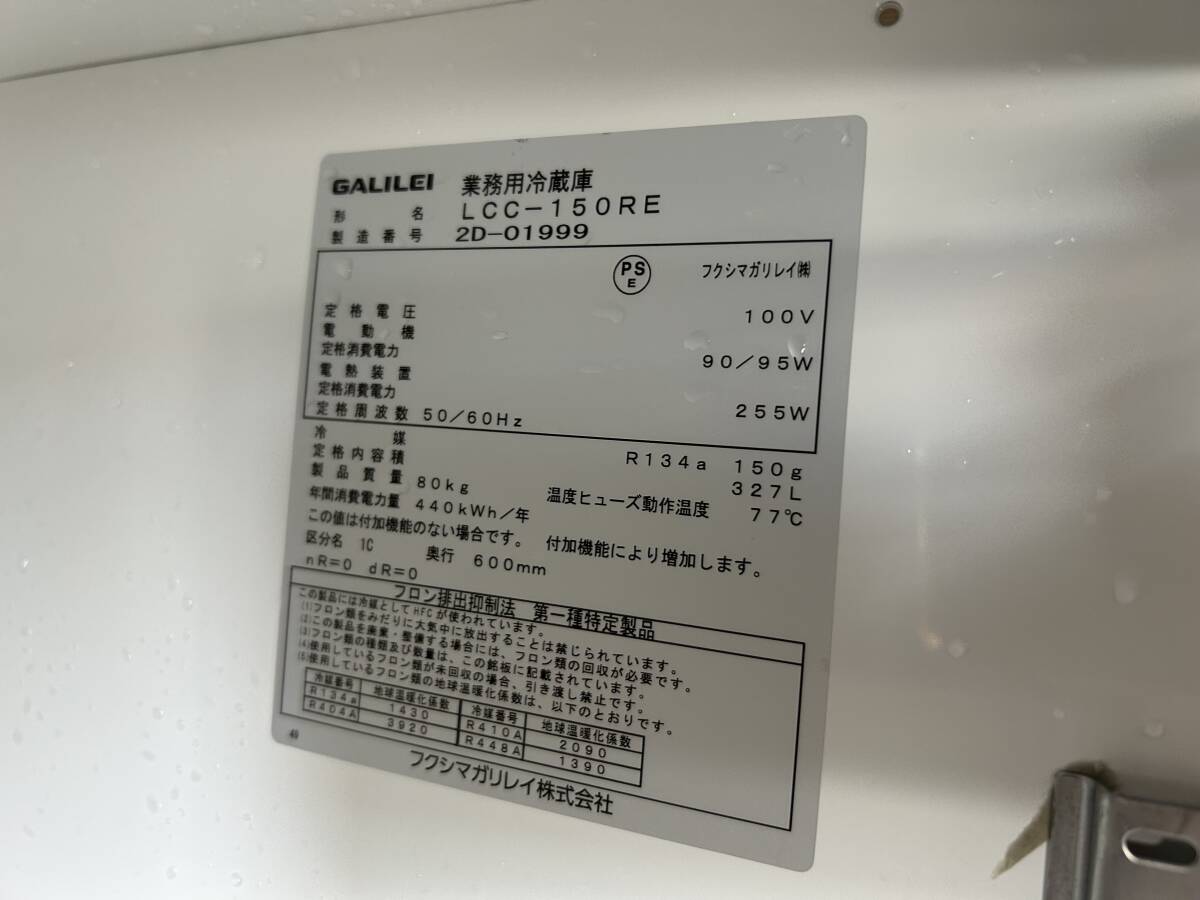 GALILEI 業務用冷蔵庫
形名 LCC-150RE
製造番号 2D-01999
PSE フクシマガリレイ㈱
定格電圧 100V
電動機
定格消費電力 90/95W
電熱装置
定格消費電力 255W
定格周波数 50/60Hz
冷媒 R134a 150g
定格内容積 327L
製品質量 80kg 温度ヒューズ動作温度 77℃
年間消費電力量 440kWh/年
この値は付加機能のない場合です。 付加機能により増加します。
区分名 1C 奥行 600mm
nR=0 dR=0
フロン排出抑制法 第一種特定製品
この製品には冷媒としてHFCが使われています。
(1)フロン類をみだりに大気中に放出することは禁じられています。
(2)この製品を廃棄・整備する場合には、フロン類の回収が必要です。
(3)フロン類の種類及び数量は、この銘板に記載されています。
(4)使用しているフロン類が未回収の場合、引き渡し禁止です。
(5)使用しているフロン類の地球温暖化係数は、以下のとおりです。
冷媒番号 地球温暖化係数 冷媒番号 地球温暖化係数
R134a 1430 R410A 2090
R404A 3920 R448A 1390
49
フクシマガリレイ株式会社